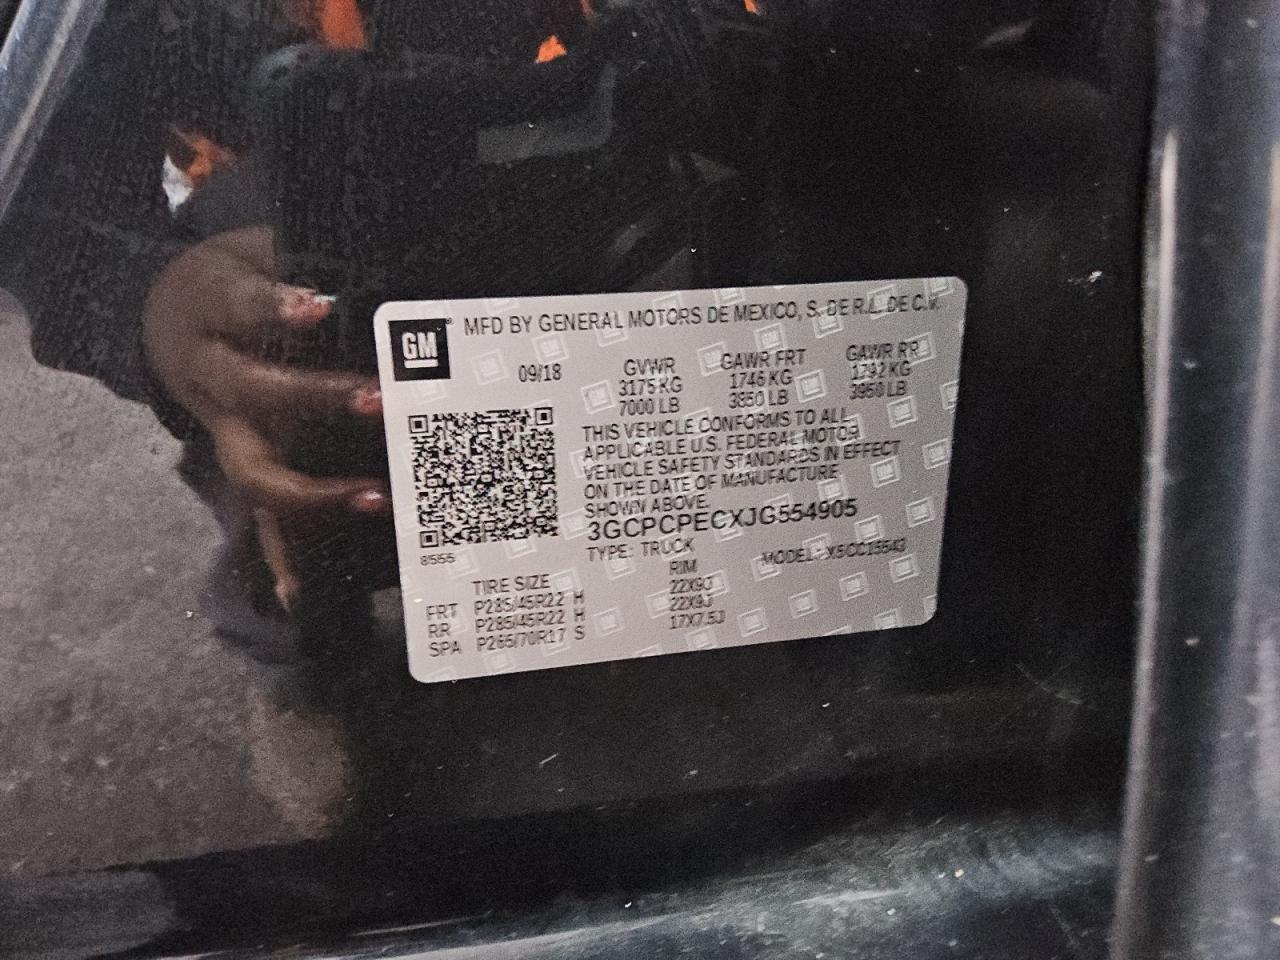 GM
MFD BY GENERAL MOTORS DE MEXICO, S. DE R.L. DE C.V.
09/18 GVWR GAWR FRT GAWR RR
3175 KG 1746 KG 1792 KG
7000 LB 3850 LB 3950 LB
THIS VEHICLE CONFORMS TO ALL
APPLICABLE U.S. FEDERAL MOTOR
VEHICLE SAFETY STANDARDS IN EFFECT
ON THE DATE OF MANUFACTURE
SHOWN ABOVE.
3GCPCPECXJG554905
8555
TYPE: TRUCK MODEL: X5CC15543
TIRE SIZE RIM
FRT P285/45R22 H 22X9J
RR P285/45R22 H 22X9J
SPA P265/70R17 S 17X7.5J